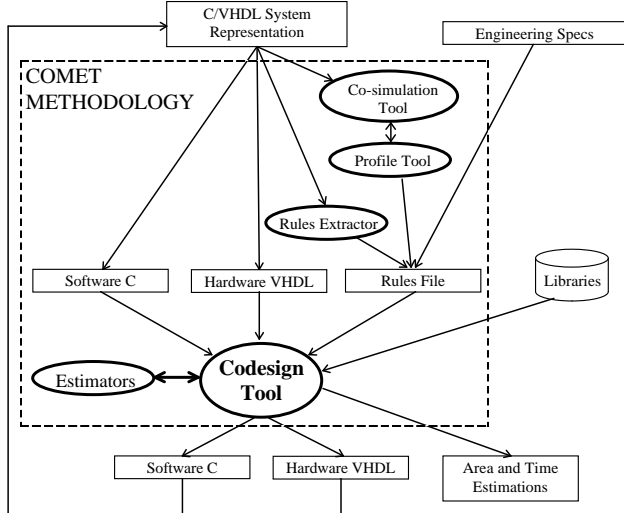 C/VHDL System
Representation
Engineering Specs
COMET
METHODOLOGY
Co-simulation
Tool
Profile Tool
Rules Extractor
Software C
Hardware VHDL
Rules File
Libraries
Estimators
Codesign
Tool
Software C
Hardware VHDL
Area and Time
Estimations